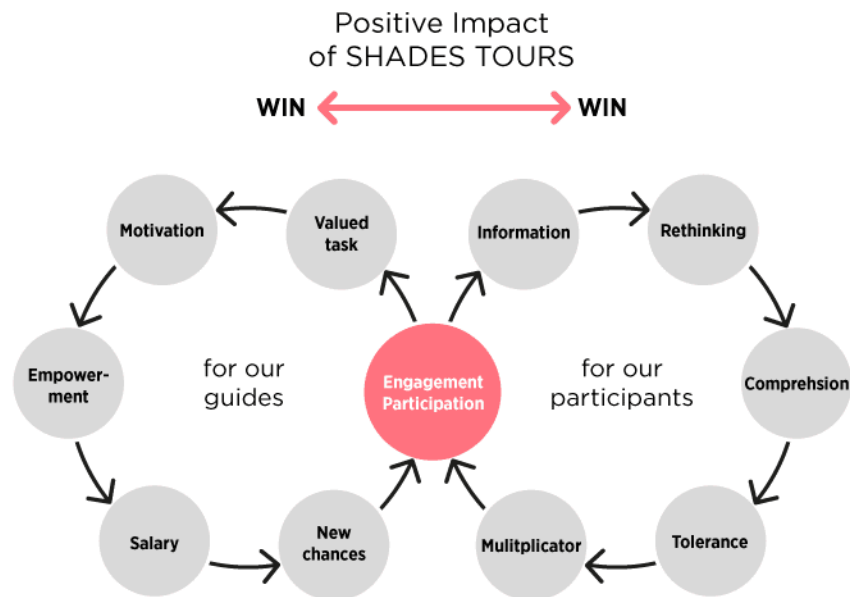 Positive Impact
of SHADES TOURS
WIN
WIN
Motivation
Valued
task
Information
Rethinking
Empower-
ment
for our
guides
Engagement
Participation
for our
participants
Comprehsion
Salary
New
chances
Mulitplicator
Tolerance